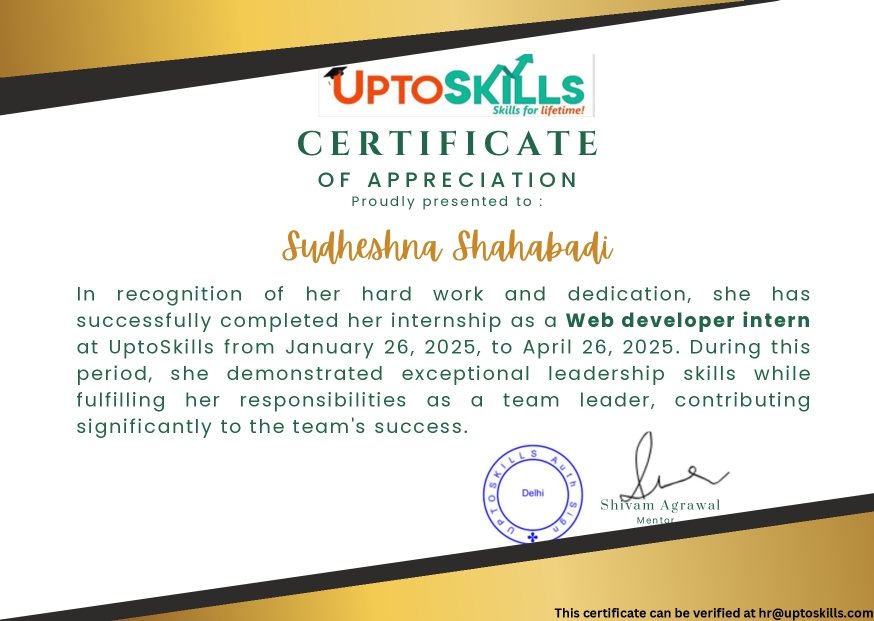 UPTOSKILLS
Skills for lifetime!
CERTIFICATE
OF APPRECIATION
Proudly presented to :
Sudheshna Shahabadi
In recognition of her hard work and dedication, she has
successfully completed her internship as a Web developer intern
at UptoSkills from January 26, 2025, to April 26, 2025. During this
period, she demonstrated exceptional leadership skills while
fulfilling her responsibilities as a team leader, contributing
significantly to the team's success.
UPTOSKILLS Auth Sign
Delhi
Shivam Agrawal
Mentor
This certificate can be verified at hr@uptoskills.com